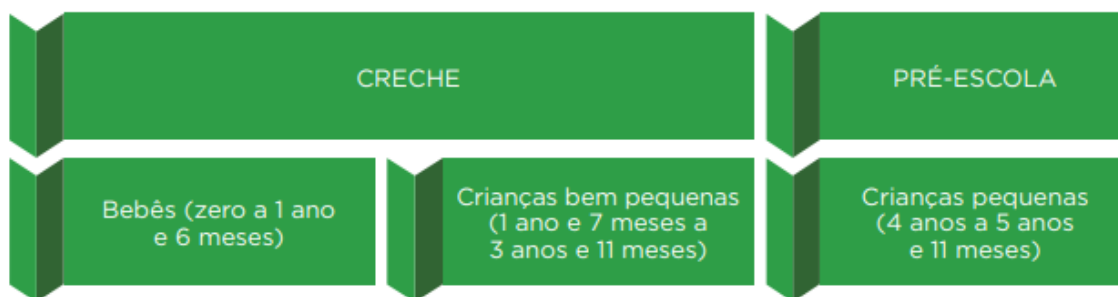 CRECHE
PRÉ-ESCOLA
Bebês (zero a 1 ano
e 6 meses)
Crianças bem pequenas
(1 ano e 7 meses a
3 anos e 11 meses)
Crianças pequenas
(4 anos a 5 anos
e 11 meses)